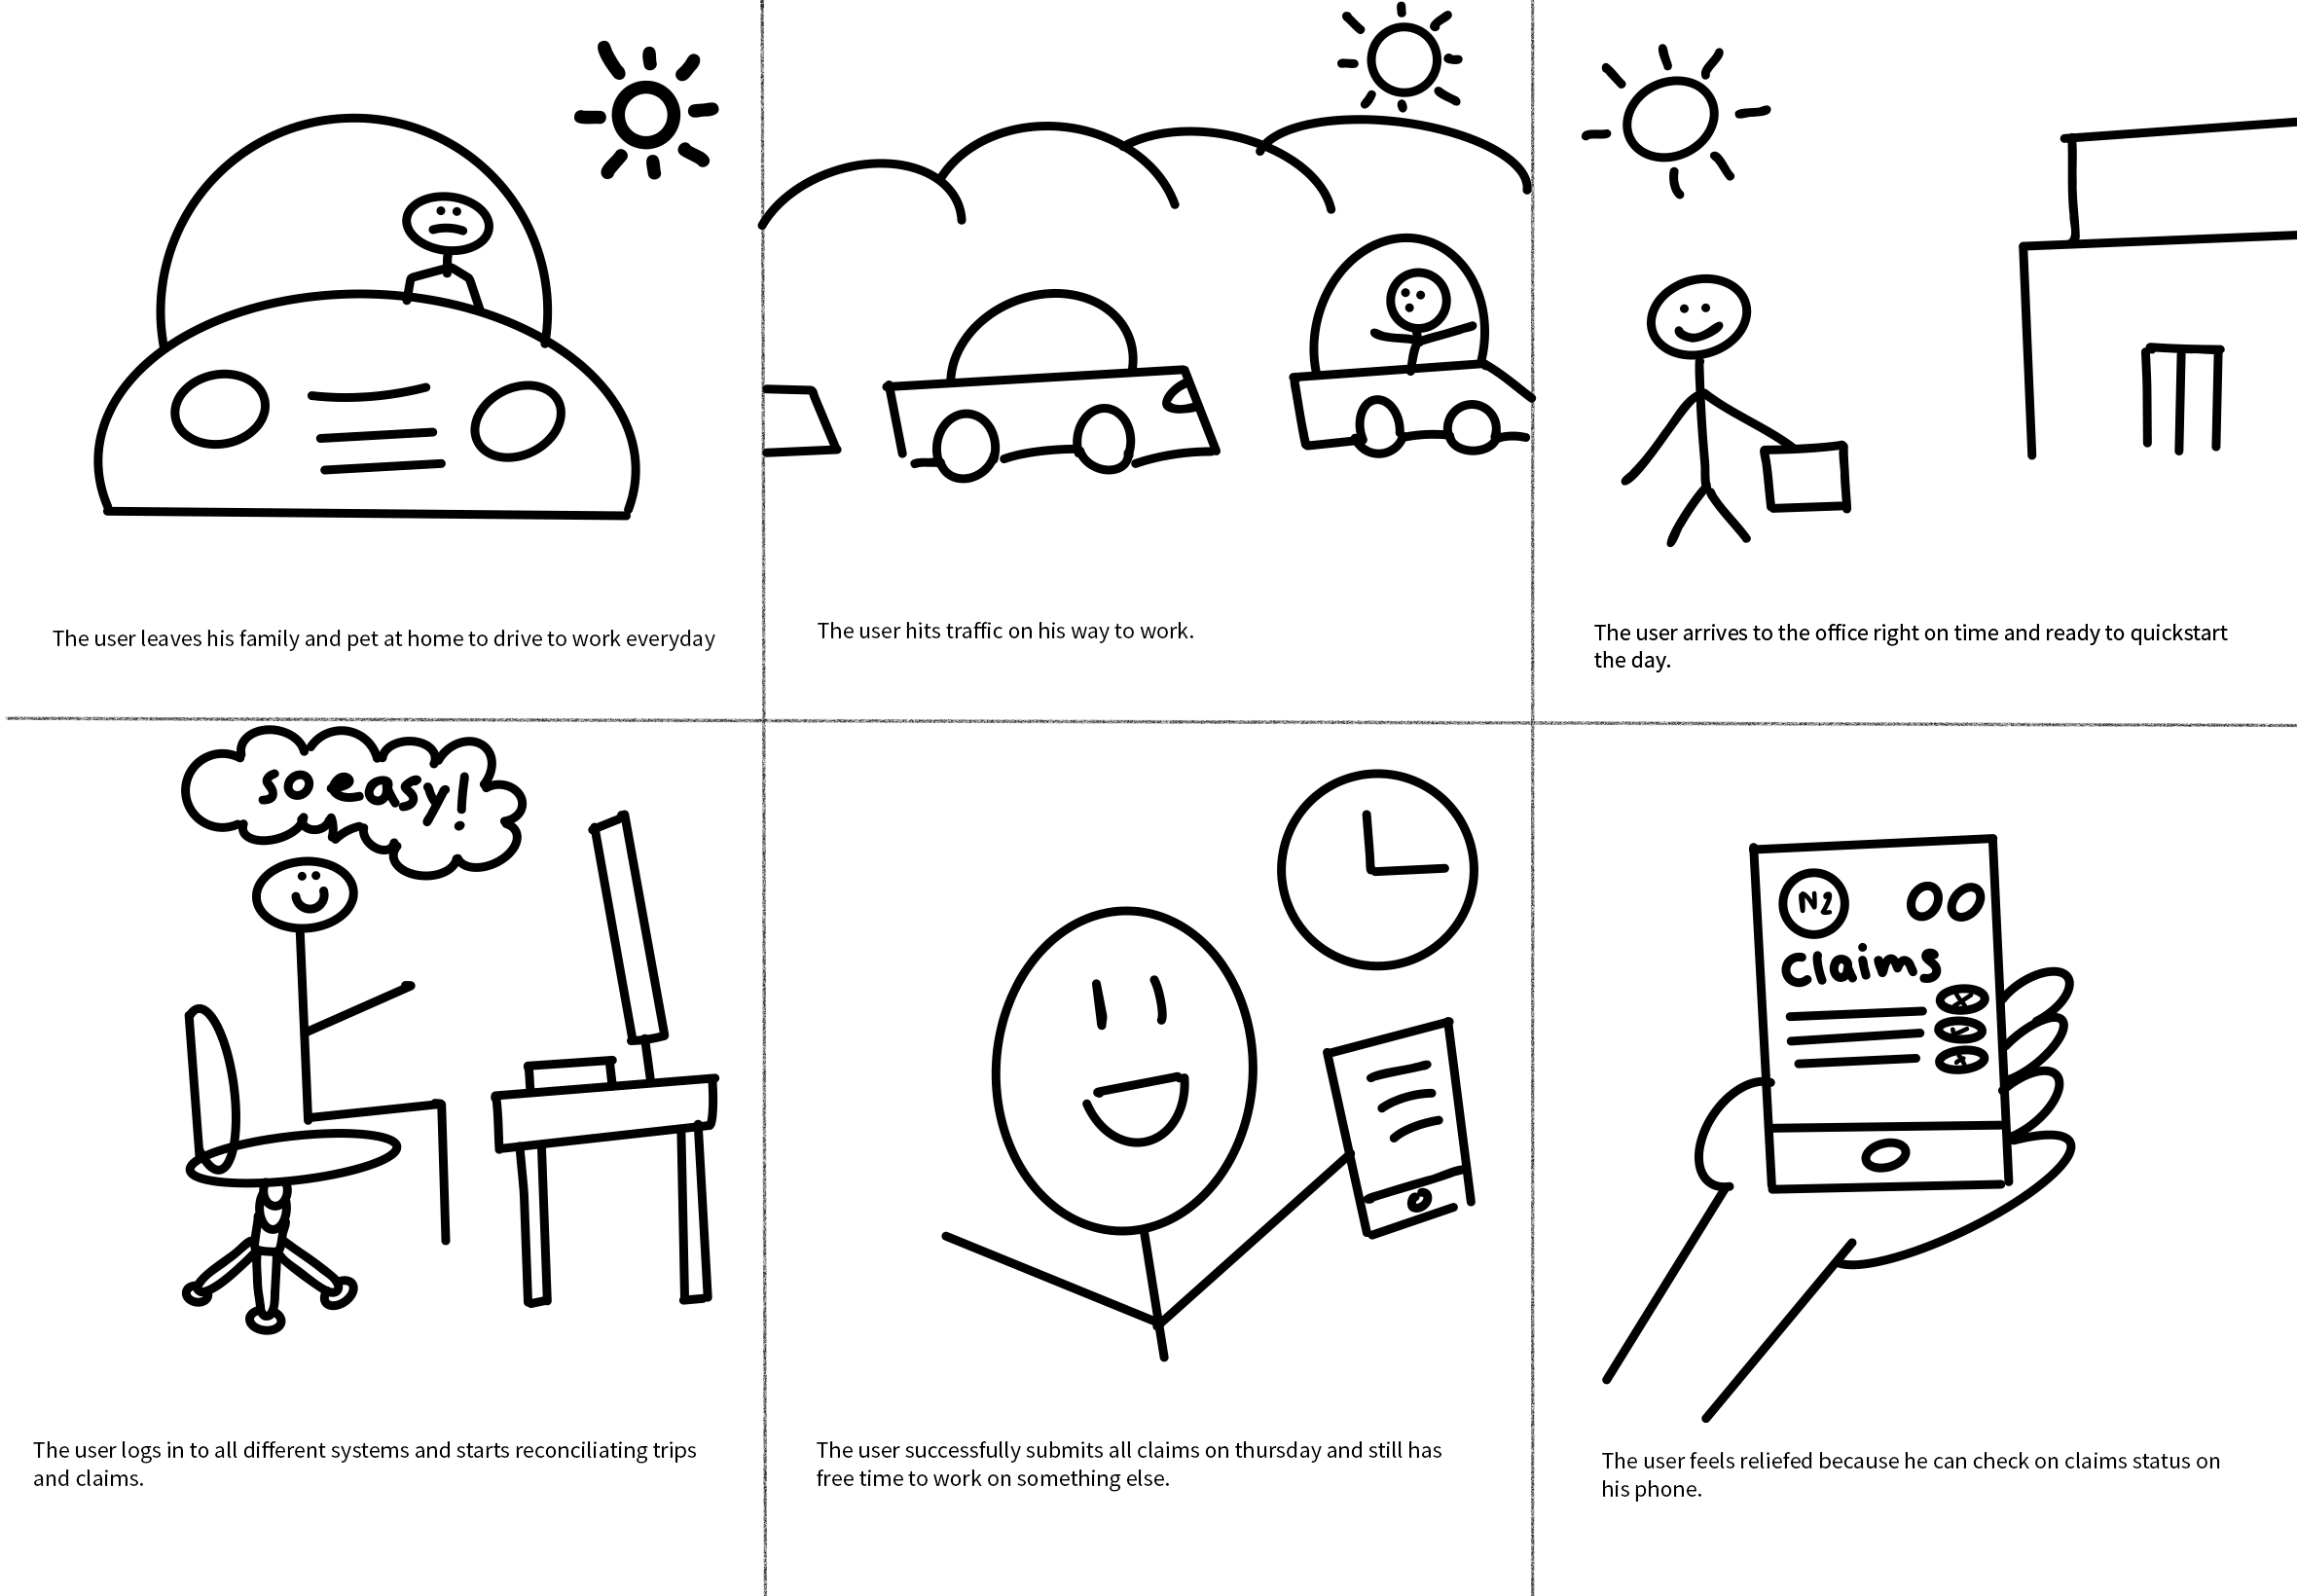 The user leaves his family and pet at home to drive to work everyday
The user hits traffic on his way to work.
The user arrives to the office right on time and ready to quickstart
the day.
so easy!
The user logs in to all different systems and starts reconciliating trips
and claims.
The user successfully submits all claims on thursday and still has
free time to work on something else.
N2
Claims
The user feels reliefed because he can check on claims status on
his phone.